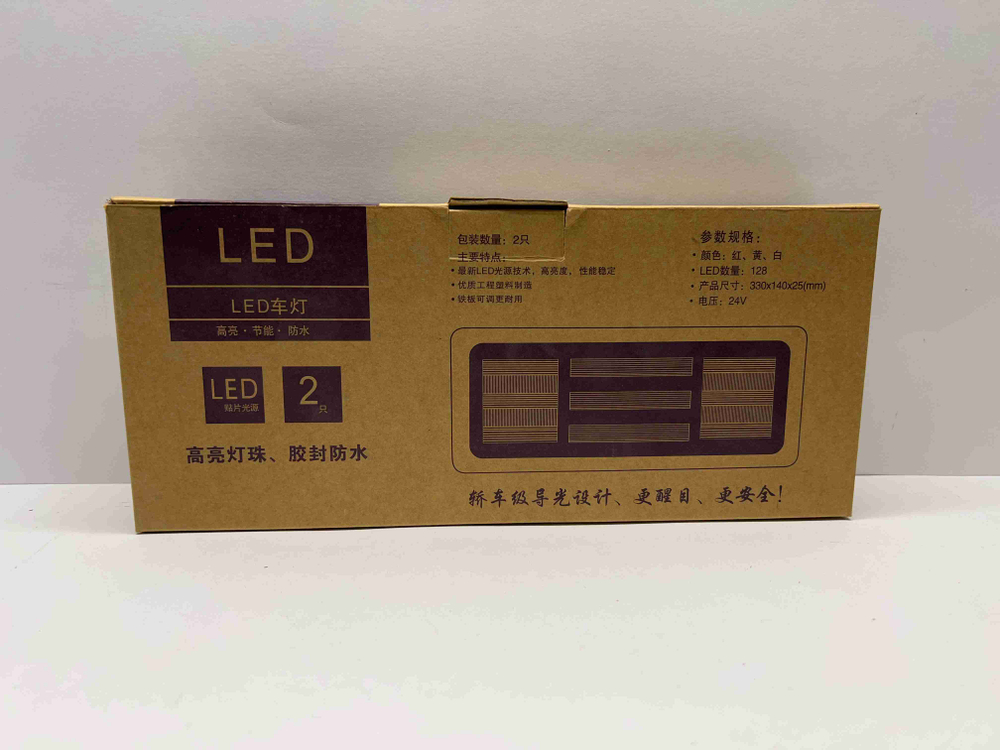 LED
LED车灯
高亮·节能·防水
LED
贴片光源
2只
高亮灯珠、胶封防水
包装数量：2只
主要特点：
•最新LED光源技术，高亮度、性能稳定
•优质工程塑料制造
•铁板可调更耐用
参数规格：
•颜色：红、黄、白
•LED数量：128
•产品尺寸：330x140x25(mm)
•电压：24V
轿车级导光设计、更醒目、更安全！